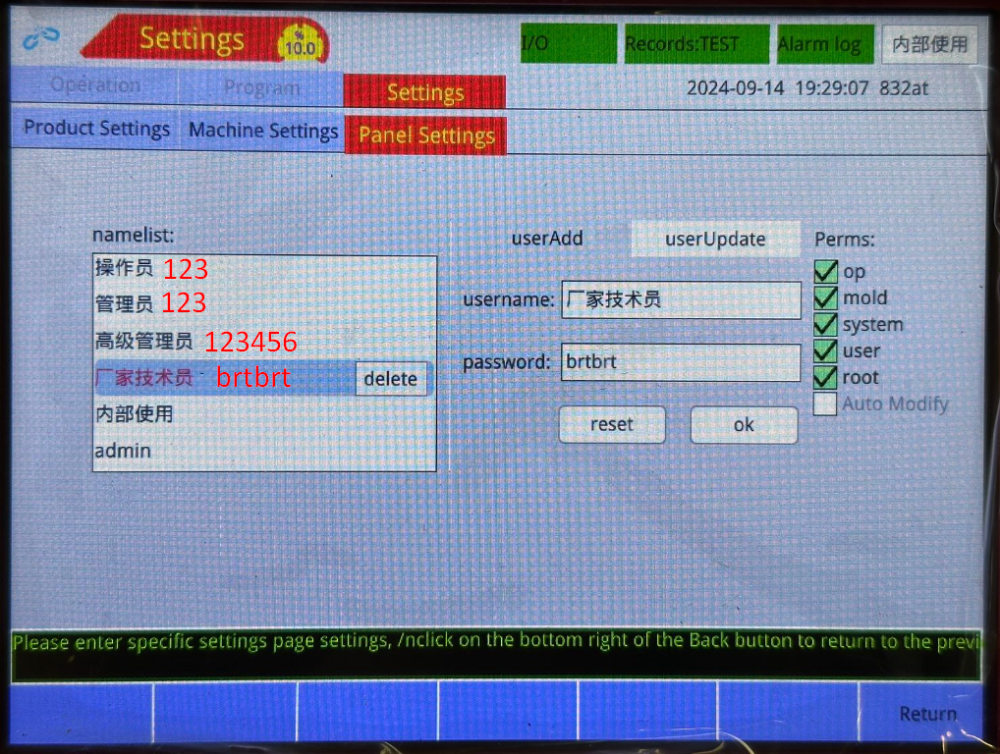 Settings % 10.0 I/O Records:TEST Alarm log 内部使用
Operation Program Settings 2024-09-14 19:29:07 832at
Product Settings Machine Settings Panel Settings
namelist:
操作员 123
管理员 123
高级管理员 123456
厂家技术员 brtbrt delete
内部使用
admin
userAdd userUpdate
username: 厂家技术员
password: brtbrt
reset ok
Perms:
op
mold
system
user
root
Auto Modify
Please enter specific settings page settings, /nclick on the bottom right of the Back button to return to the previ
Return